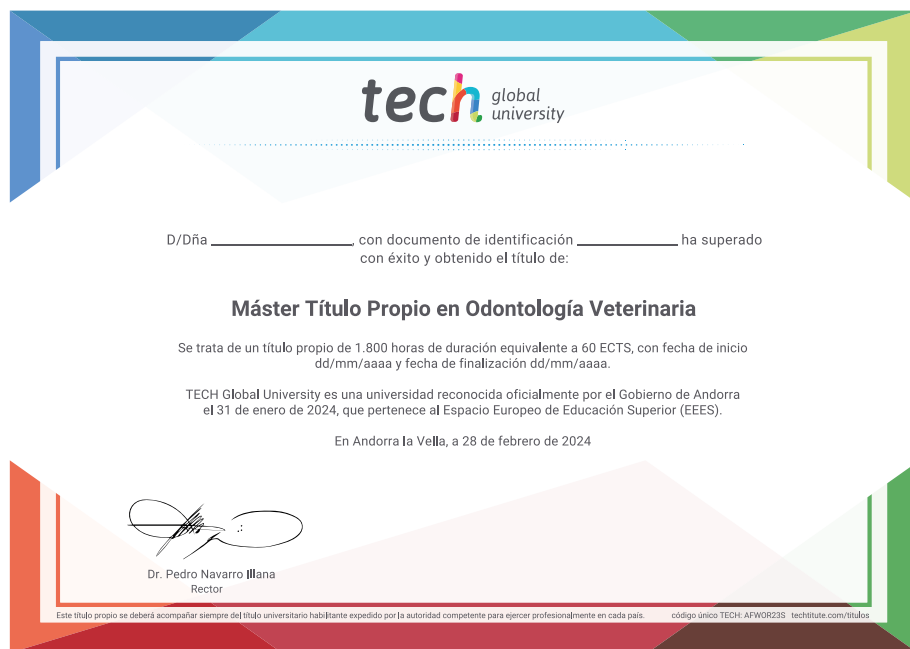 tech global university
D/Dña ______________, con documento de identificación __________ ha superado
con éxito y obtenido el título de:
Máster Título Propio en Odontología Veterinaria
Se trata de un título propio de 1.800 horas de duración equivalente a 60 ECTS, con fecha de inicio
dd/mm/aaaa y fecha de finalización dd/mm/aaaa.
TECH Global University es una universidad reconocida oficialmente por el Gobierno de Andorra
el 31 de enero de 2024, que pertenece al Espacio Europeo de Educación Superior (EEES).
En Andorra la Vella, a 28 de febrero de 2024
Dr. Pedro Navarro Illana
Rector
Este título propio se deberá acompañar siempre del título universitario habilitante expedido por la autoridad competente para ejercer profesionalmente en cada país. código único TECH: AFWOR23S techtitute.com/titulos